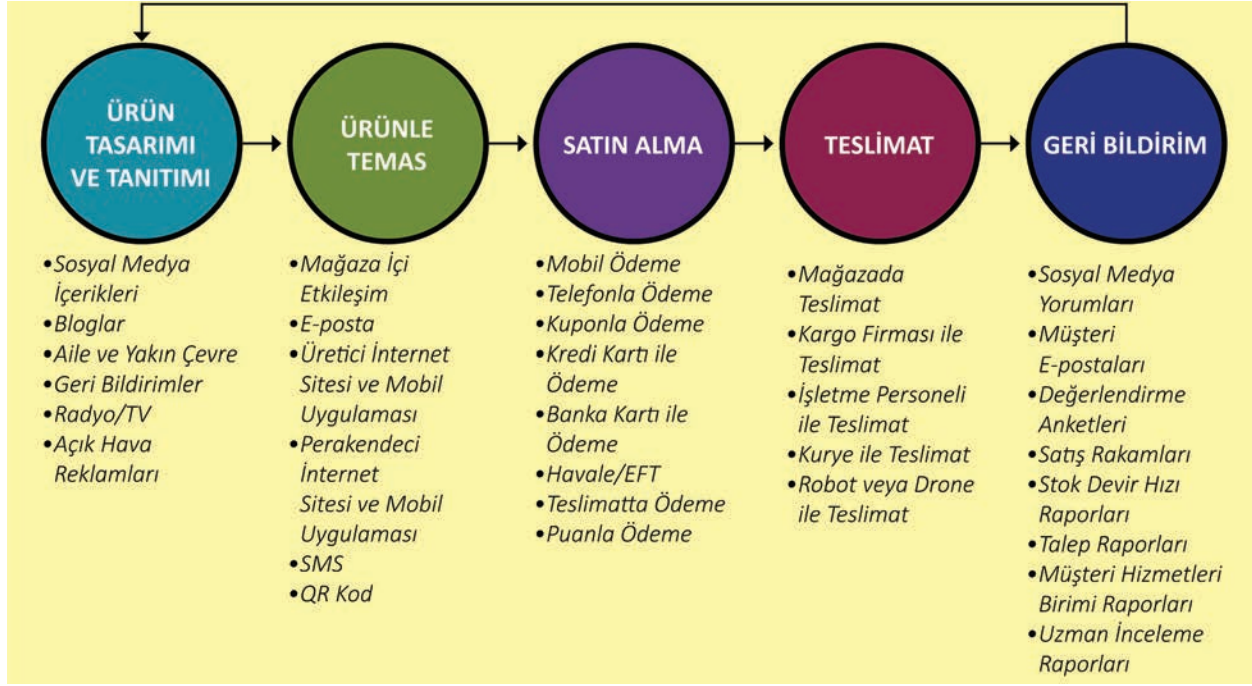 ÜRÜN
TASARIMI
VE TANITIMI
•Sosyal Medya
İçerikleri
•Bloglar
•Aile ve Yakın Çevre
•Geri Bildirimler
•Radyo/TV
•Açık Hava
Reklamları
ÜRÜNLE
TEMAS
•Mağaza İçi
Etkileşim
•E-posta
•Üretici İnternet
Sitesi ve Mobil
Uygulaması
•Perakendeci
İnternet
Sitesi ve Mobil
Uygulaması
•SMS
•QR Kod
SATIN ALMA
•Mobil Ödeme
•Telefonla Ödeme
•Kuponla Ödeme
•Kredi Kartı ile
Ödeme
•Banka Kartı ile
Ödeme
•Havale/EFT
•Teslimatta Ödeme
•Puanla Ödeme
TESLİMAT
•Mağazada
Teslimat
•Kargo Firması ile
Teslimat
•İşletme Personeli
ile Teslimat
•Kurye ile Teslimat
•Robot veya Drone
ile Teslimat
GERİ BİLDİRİM
•Sosyal Medya
Yorumları
•Müşteri
E-postaları
•Değerlendirme
Anketleri
•Satış Rakamları
•Stok Devir Hızı
Raporları
•Talep Raporları
•Müşteri Hizmetleri
Birimi Raporları
•Uzman İnceleme
Raporları